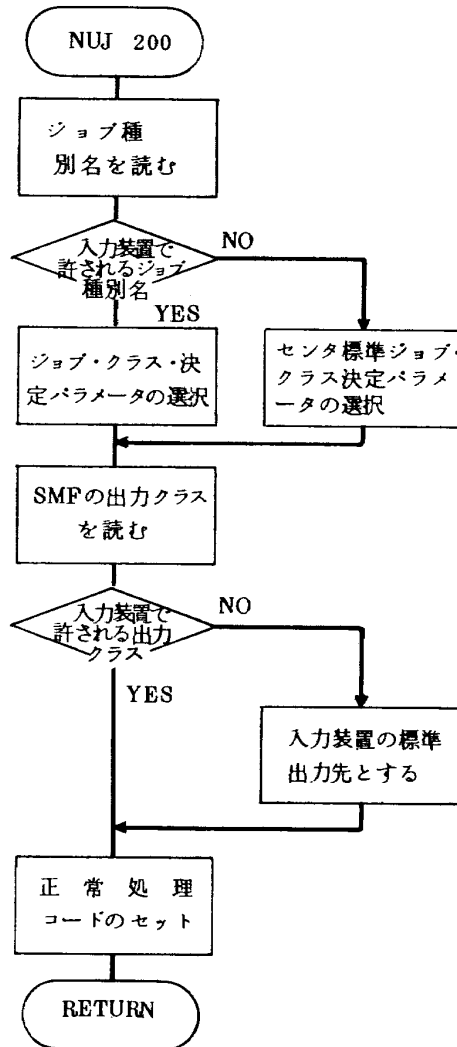 NUJ 200
ジョブ種
別名を読む
入力装置で
許されるジョブ
種別名
NO
YES
ジョブ・クラス・決
定パラメータの選択
センタ標準ジョブ・
クラス決定パラメ
ータの選択
SMFの出力クラス
を読む
入力装置で
許される出力
クラス
NO
YES
入力装置の標準
出力先とする
正常処理
コードのセット
RETURN